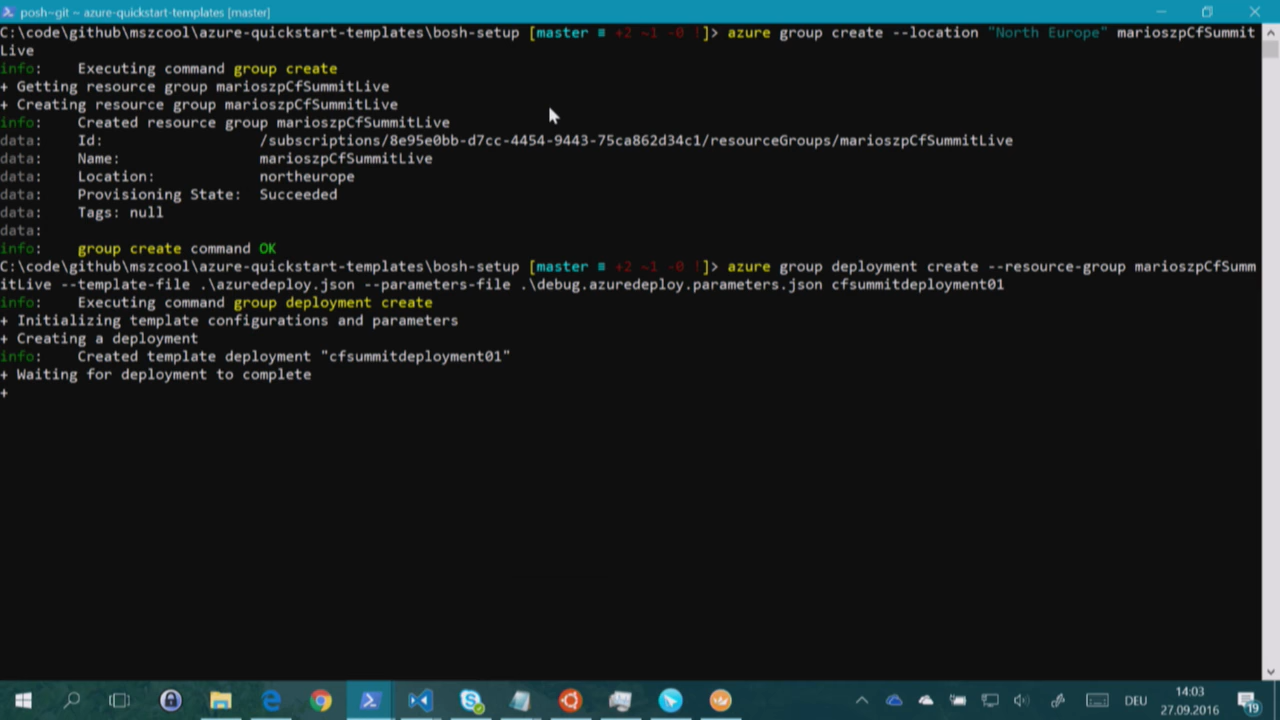 posh~git ~ azure-quickstart-templates [master]
C:\code\github\mszcool\azure-quickstart-templates\bosh-setup [master ≡ +2 ~1 -0 !]> azure group create --location "North Europe" marioszpCfSummit
Live
info:    Executing command group create
+ Getting resource group marioszpCfSummitLive
+ Creating resource group marioszpCfSummitLive
info:    Created resource group marioszpCfSummitLive
data:    Id:                  /subscriptions/8e95e0bb-d7cc-4454-9443-75ca862d34c1/resourceGroups/marioszpCfSummitLive
data:    Name:                marioszpCfSummitLive
data:    Location:            northeurope
data:    Provisioning State:  Succeeded
data:    Tags: null
data:
info:    group create command OK
C:\code\github\mszcool\azure-quickstart-templates\bosh-setup [master ≡ +2 ~1 -0 !]> azure group deployment create --resource-group marioszpCfSumm
itLive --template-file .\azuredeploy.json --parameters-file .\debug.azuredeploy.parameters.json cfsummitdeployment01
info:    Executing command group deployment create
+ Initializing template configurations and parameters
+ Creating a deployment
info:    Created template deployment "cfsummitdeployment01"
+ Waiting for deployment to complete
+
DEU
14:03
27.09.2016
19